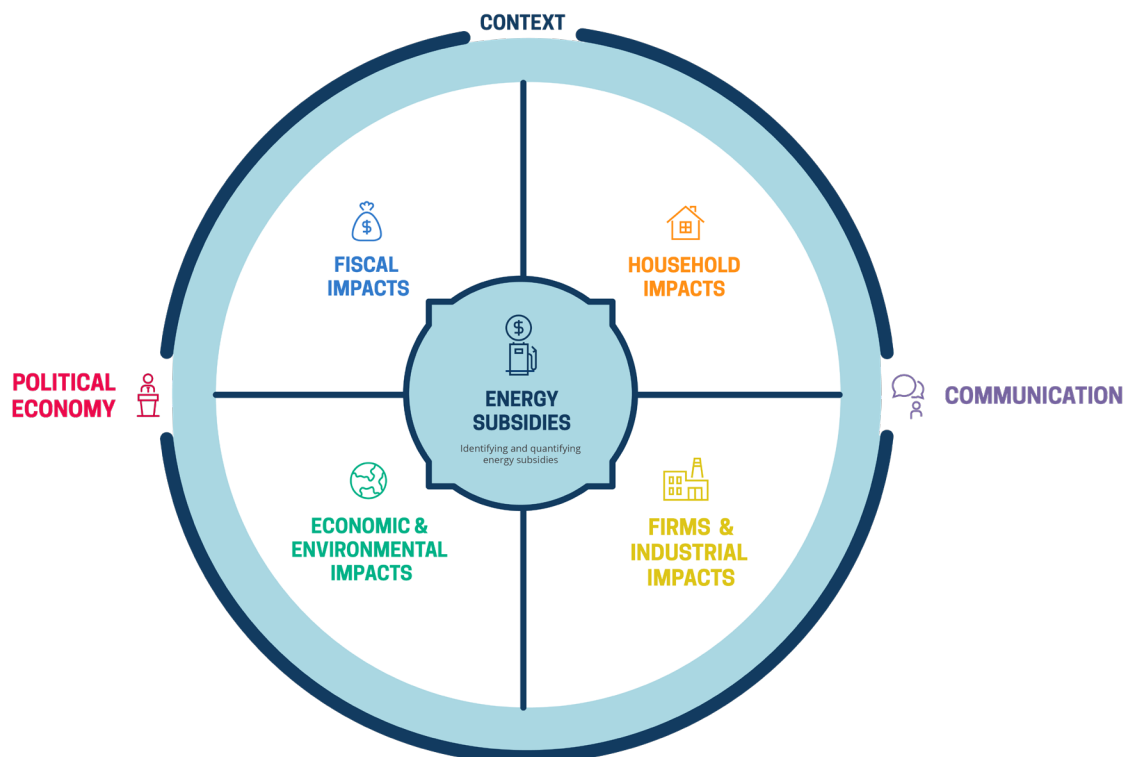 CONTEXT
FISCAL
IMPACTS
HOUSEHOLD
IMPACTS
POLITICAL
ECONOMY
ENERGY
SUBSIDIES
Identifying and quantifying
energy subsidies
COMMUNICATION
ECONOMIC &
ENVIRONMENTAL
IMPACTS
FIRMS &
INDUSTRIAL
IMPACTS